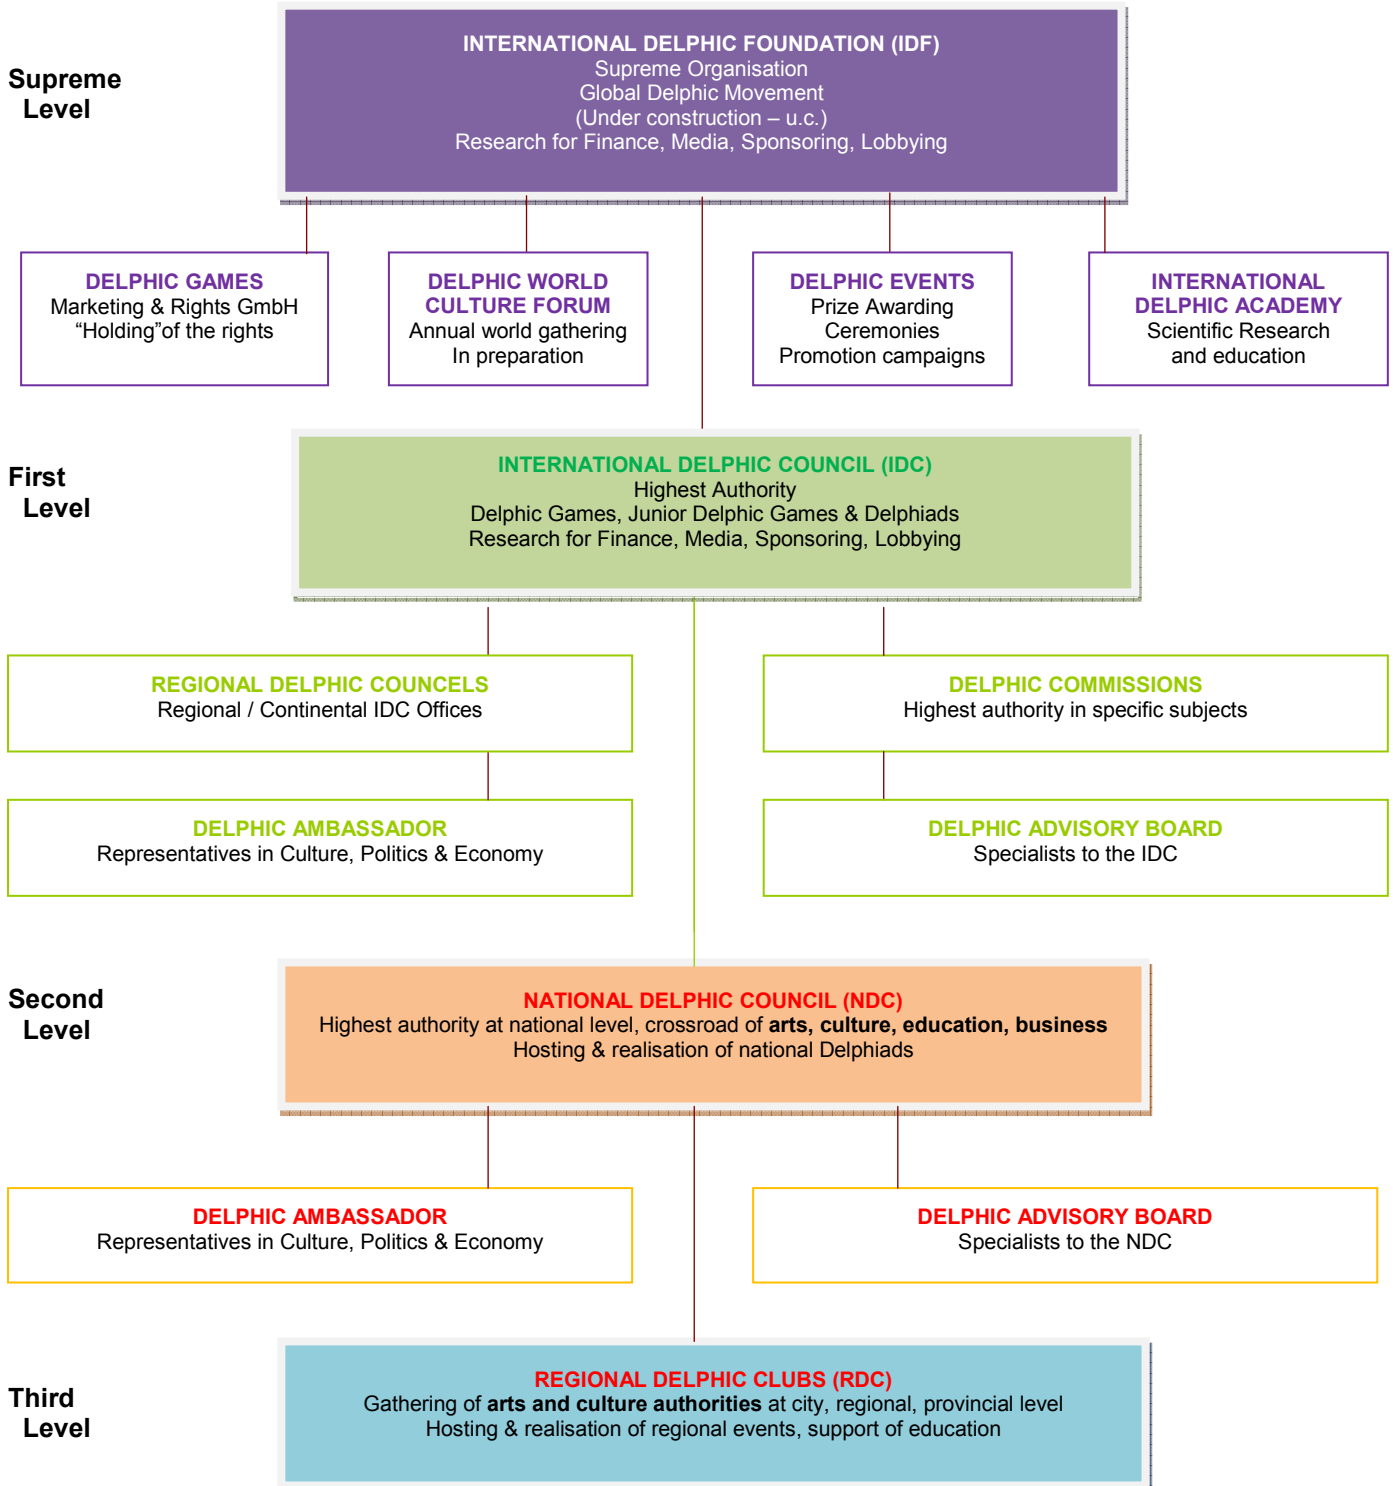 INTERNATIONAL DELPHIC FOUNDATION (IDF)
Supreme Organisation
Global Delphic Movement
(Under construction – u.c.)
Research for Finance, Media, Sponsoring, Lobbying
Supreme
Level
DELPHIC GAMES
Marketing & Rights GmbH
“Holding”of the rights
DELPHIC WORLD
CULTURE FORUM
Annual world gathering
In preparation
DELPHIC EVENTS
Prize Awarding
Ceremonies
Promotion campaigns
INTERNATIONAL
DELPHIC ACADEMY
Scientific Research
and education
First
Level
INTERNATIONAL DELPHIC COUNCIL (IDC)
Highest Authority
Delphic Games, Junior Delphic Games & Delphiads
Research for Finance, Media, Sponsoring, Lobbying
REGIONAL DELPHIC COUNCELS
Regional / Continental IDC Offices
DELPHIC COMMISSIONS
Highest authority in specific subjects
DELPHIC AMBASSADOR
Representatives in Culture, Politics & Economy
DELPHIC ADVISORY BOARD
Specialists to the IDC
Second
Level
NATIONAL DELPHIC COUNCIL (NDC)
Highest authority at national level, crossroad of arts, culture, education, business
Hosting & realisation of national Delphiads
DELPHIC AMBASSADOR
Representatives in Culture, Politics & Economy
DELPHIC ADVISORY BOARD
Specialists to the NDC
Third
Level
REGIONAL DELPHIC CLUBS (RDC)
Gathering of arts and culture authorities at city, regional, provincial level
Hosting & realisation of regional events, support of education